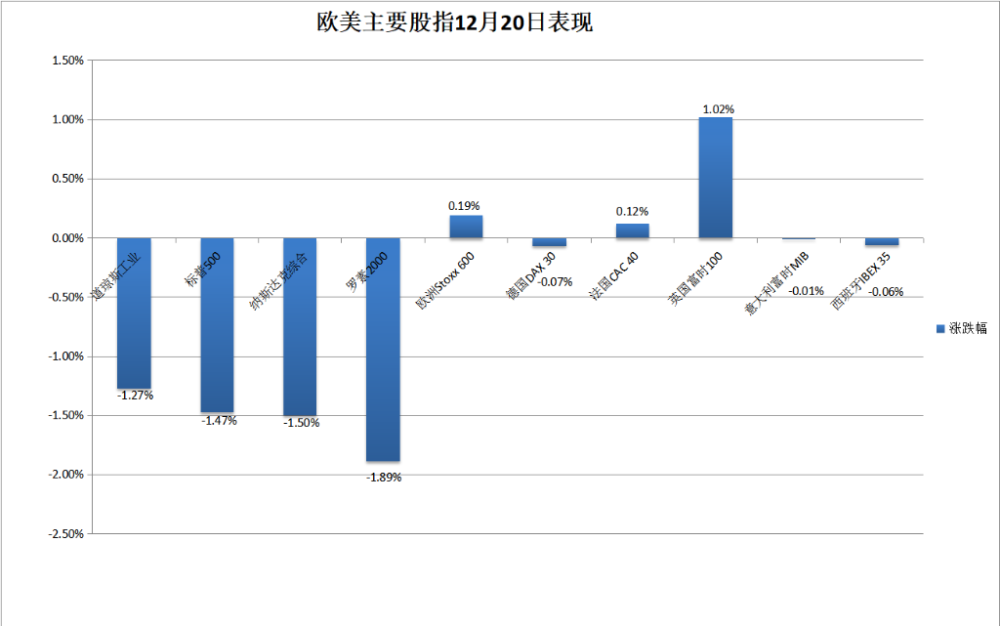 欧美主要股指12月20日表现
1.50%
1.00%
0.50%
0.00%
-0.50%
-1.00%
-1.50%
-2.00%
-2.50%
1.02%
0.19%
0.12%
-0.07%
-0.01%
-0.06%
-1.27%
-1.47%
-1.50%
-1.89%
道琼斯工业
标普500
纳斯达克综合
罗素2000
欧洲Stoxx 600
德国DAX 30
法国CAC 40
英国富时100
意大利富时MIB
西班牙IBEX 35
涨跌幅